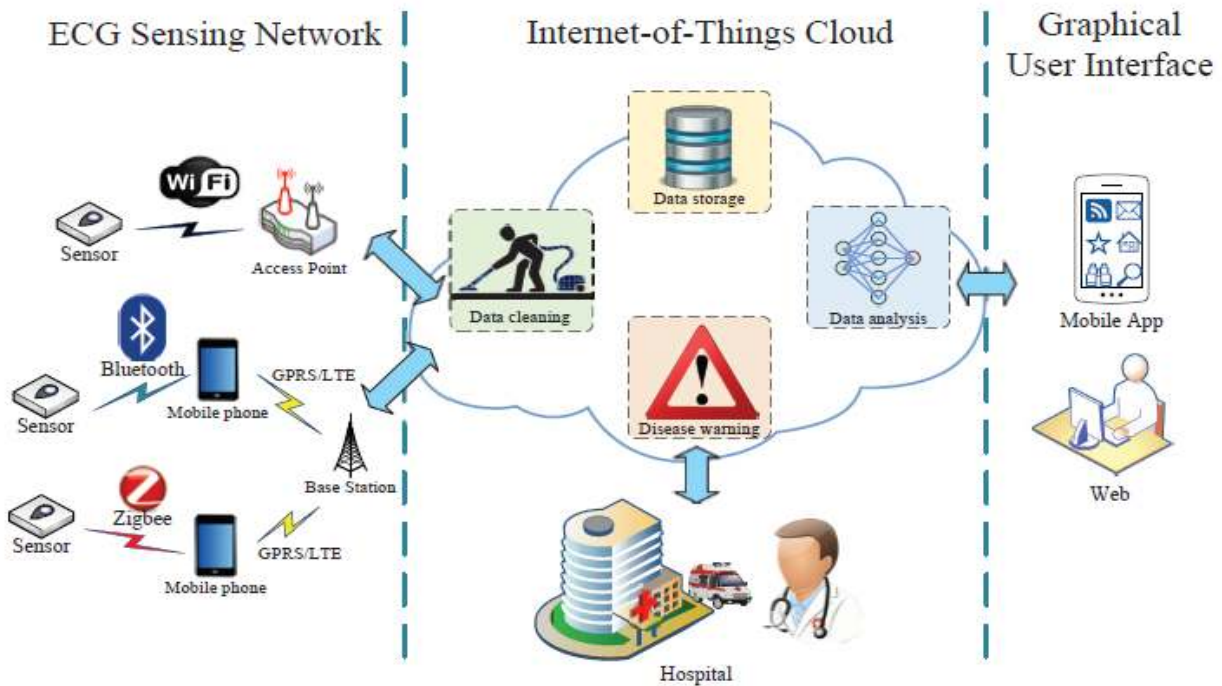 ECG Sensing Network
Internet-of-Things Cloud
Graphical
User Interface
Wi Fi
Sensor
Access Point
Bluetooth
GPRS/LTE
Sensor
Mobile phone
Base Station
Zigbee
Sensor
GPRS/LTE
Mobile phone
Data storage
Data cleaning
Data analysis
Disease warning
Hospital
Mobile App
Web